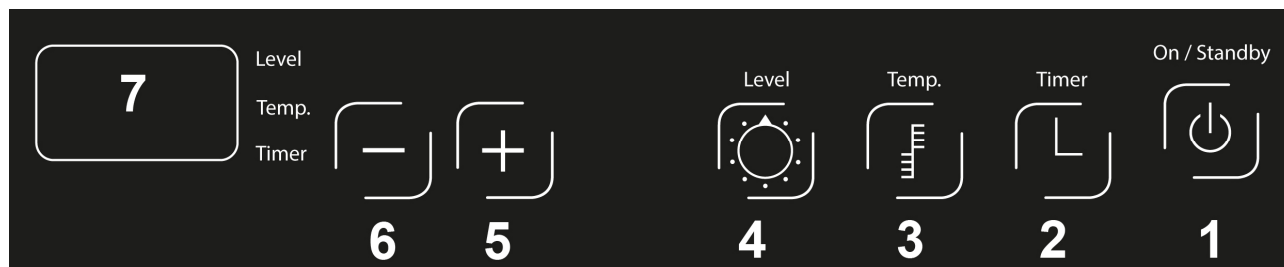 On / Standby
Level
Level Temp. Timer
7
Temp.
Timer
6 5 4 3 2 1